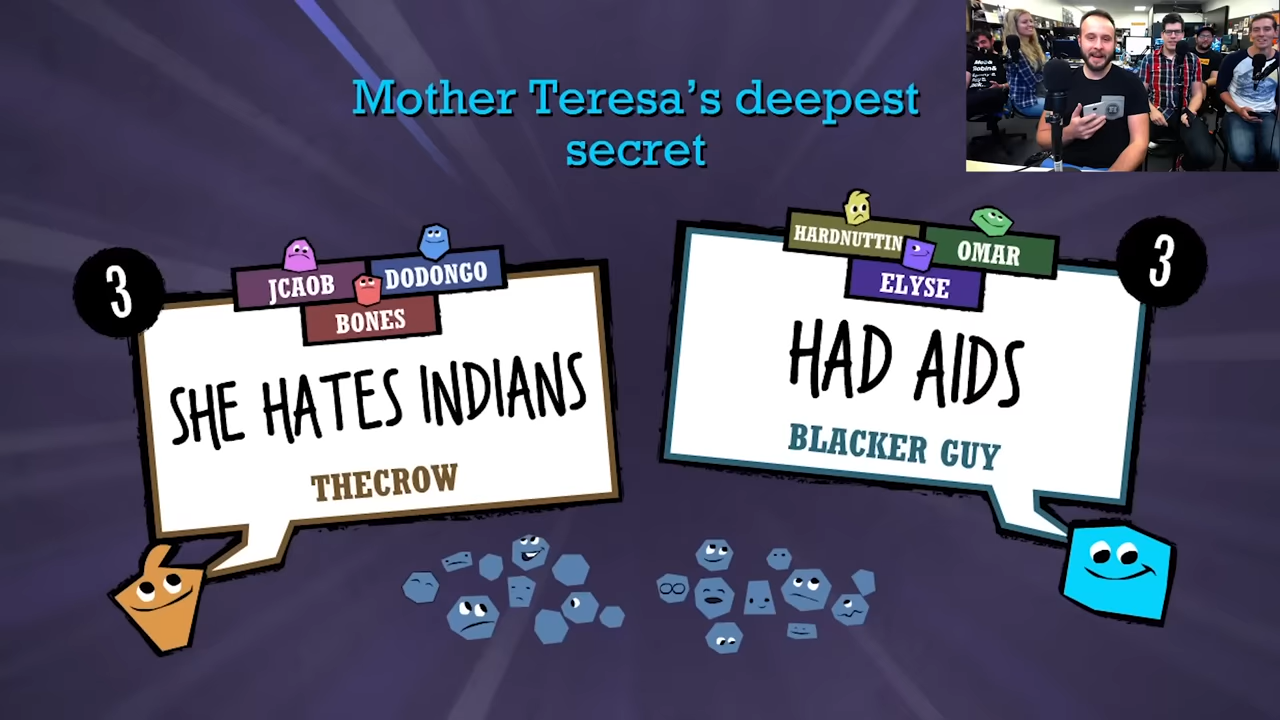 Mother Teresa's deepest
secret
3
JCAOB
DODONGO
BONES
SHE HATES INDIANS
THECROW
HARDNUTTIN
OMAR
ELYSE
3
HAD AIDS
BLACKER GUY